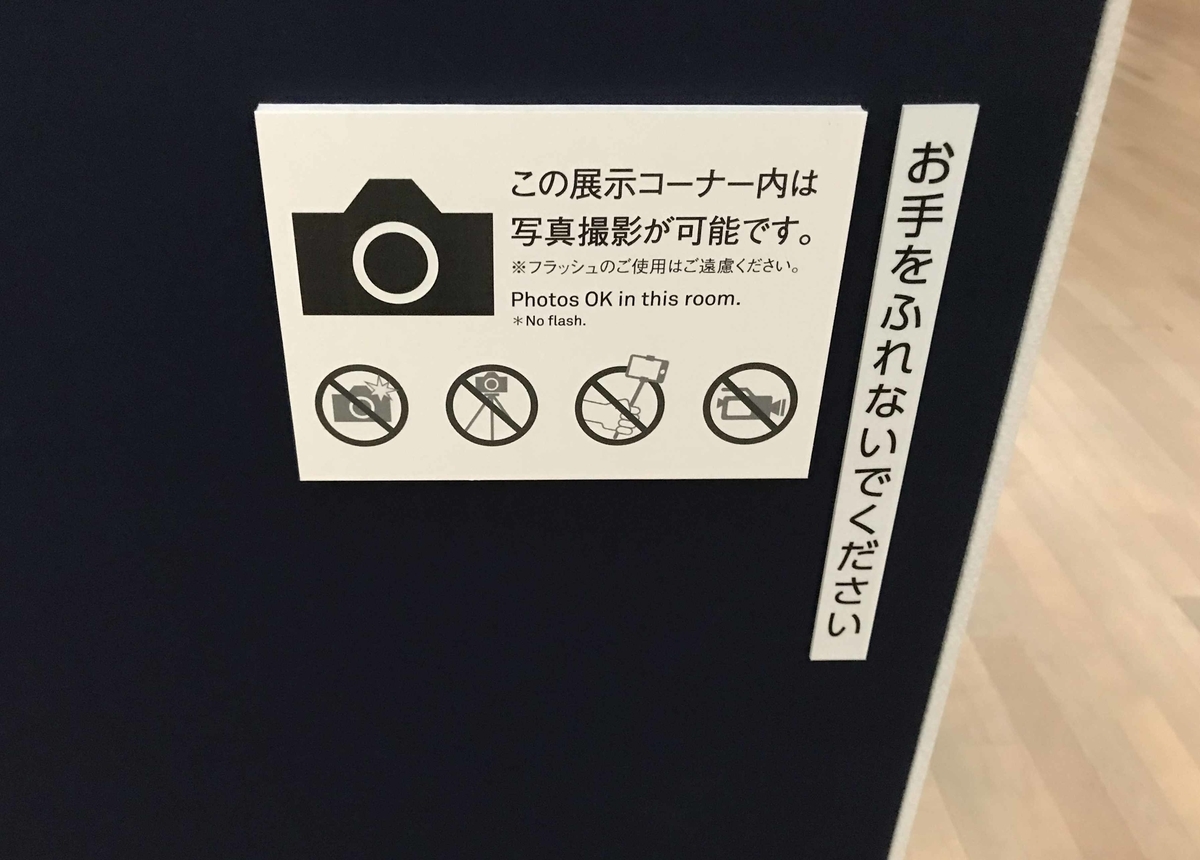 この展示コーナー内は
写真撮影が可能です。
※フラッシュのご使用はご遠慮ください。
Photos OK in this room.
＊No flash.
お手をふれないでください